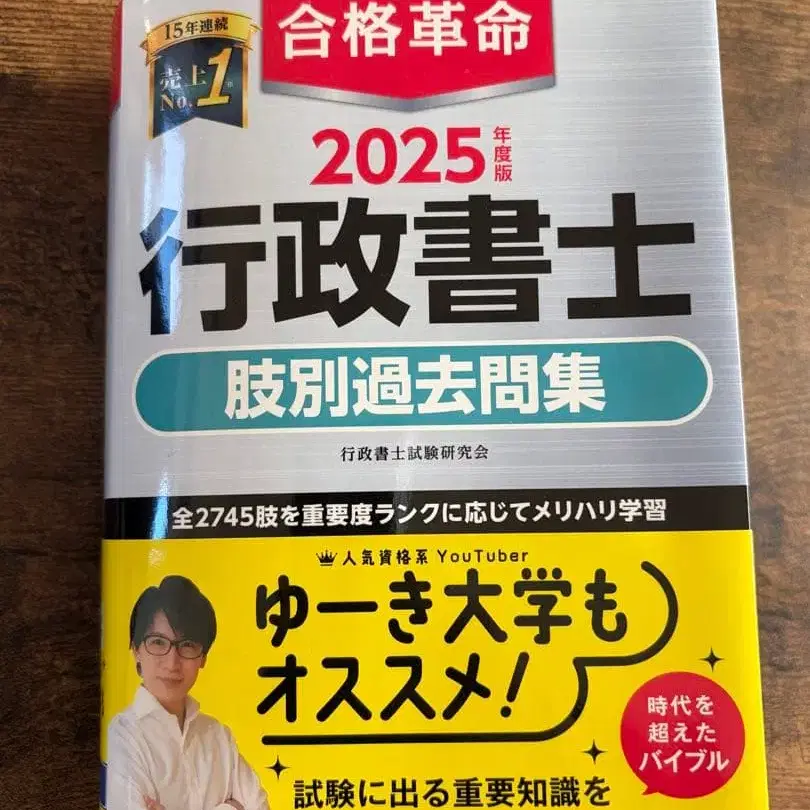 合格革命
15年連続
売上
No.1
2025年度版
行政書士
肢別過去問集
行政書士試験研究会
全2745肢を重要度ランクに応じてメリハリ学習
人気資格系 YouTuber
ゆーき大学も
オススメ!
時代を
超えた
バイブル
試験に出る重要知識を